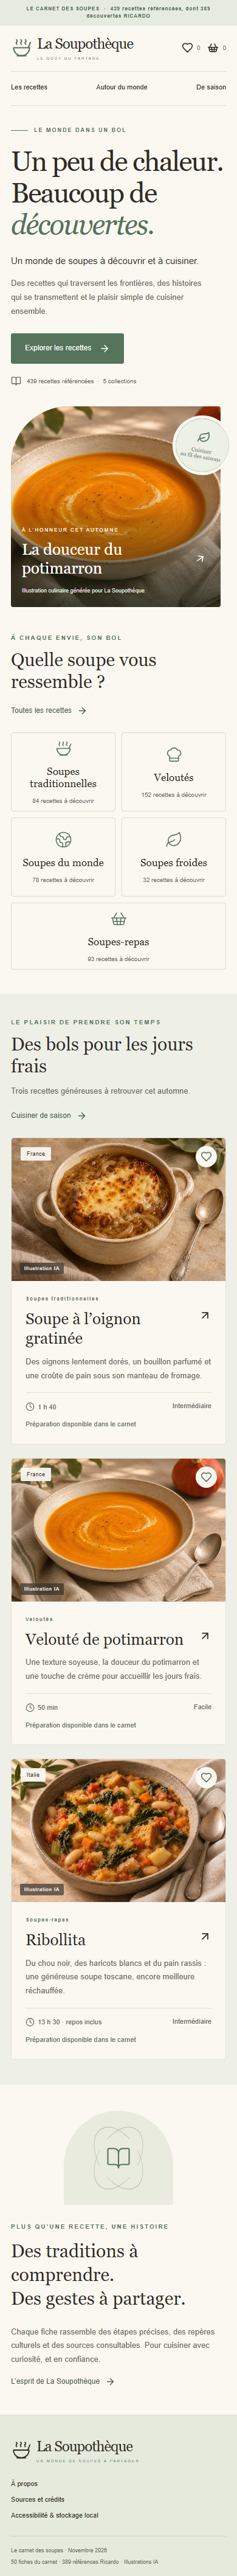 LE CARNET DES SOUPES · 439 recettes référencées, dont 389
découvertes RICARDO
La Soupothèque
LE GOÛT DU PARTAGE
0
0
Les recettes
Autour du monde
De saison
LE MONDE DANS UN BOL
Un peu de chaleur.
Beaucoup de
découvertes.
Un monde de soupes à découvrir et à cuisiner.
Des recettes qui traversent les frontières, des histoires
qui se transmettent et le plaisir simple de cuisiner
ensemble.
Explorer les recettes
439 recettes référencées · 5 collections
Cuisiner
au fil des saisons
À L'HONNEUR CET AUTOMNE
La douceur du
potimarron
Illustration culinaire générée pour La Soupothèque
À CHAQUE ENVIE, SON BOL
Quelle soupe vous
ressemble ?
Toutes les recettes
Soupes
traditionnelles
84 recettes à découvrir
Veloutés
152 recettes à découvrir
Soupes du monde
78 recettes à découvrir
Soupes froides
32 recettes à découvrir
Soupes-repas
93 recettes à découvrir
LE PLAISIR DE PRENDRE SON TEMPS
Des bols pour les jours
frais
Trois recettes généreuses à retrouver cet automne.
Cuisiner de saison
France
Illustration IA
Soupes traditionnelles
Soupe à l’oignon
gratinée
Des oignons lentement dorés, un bouillon parfumé et
une croûte de pain sous son manteau de fromage.
1 h 40
Intermédiaire
Préparation disponible dans le carnet
France
Illustration IA
Veloutés
Velouté de potimarron
Une texture soyeuse, la douceur du potimarron et
une touche de crème pour accueillir les jours frais.
50 min
Facile
Préparation disponible dans le carnet
Italie
Illustration IA
Soupes-repas
Ribollita
Du chou noir, des haricots blancs et du pain rassis :
une généreuse soupe toscane, encore meilleure
réchauffée.
13 h 30 · repos inclus
Intermédiaire
Préparation disponible dans le carnet
PLUS QU’UNE RECETTE, UNE HISTOIRE
Des traditions à
comprendre.
Des gestes à partager.
Chaque fiche rassemble des étapes précises, des repères
culturels et des sources consultables. Pour cuisiner avec
curiosité, et en confiance.
L’esprit de La Soupothèque
La Soupothèque
UN MONDE DE SOUPES À PARTAGER
À propos
Sources et crédits
Accessibilité & stockage local
Le carnet des soupes · Novembre 2026
50 fiches du carnet · 389 références Ricardo · Illustrations IA